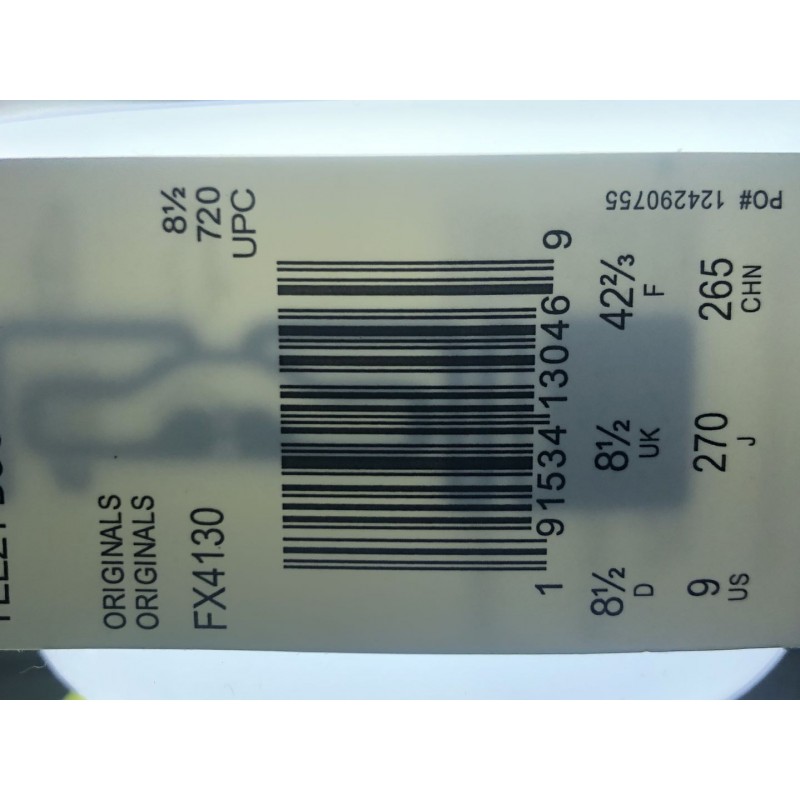 ORIGINALS
ORIGINALS
FX4130
8½
720
UPC
1 91534 13046 9
8½ 8½ 42⅔
D UK F
9 270 265
US J CHN
PO# 124290755